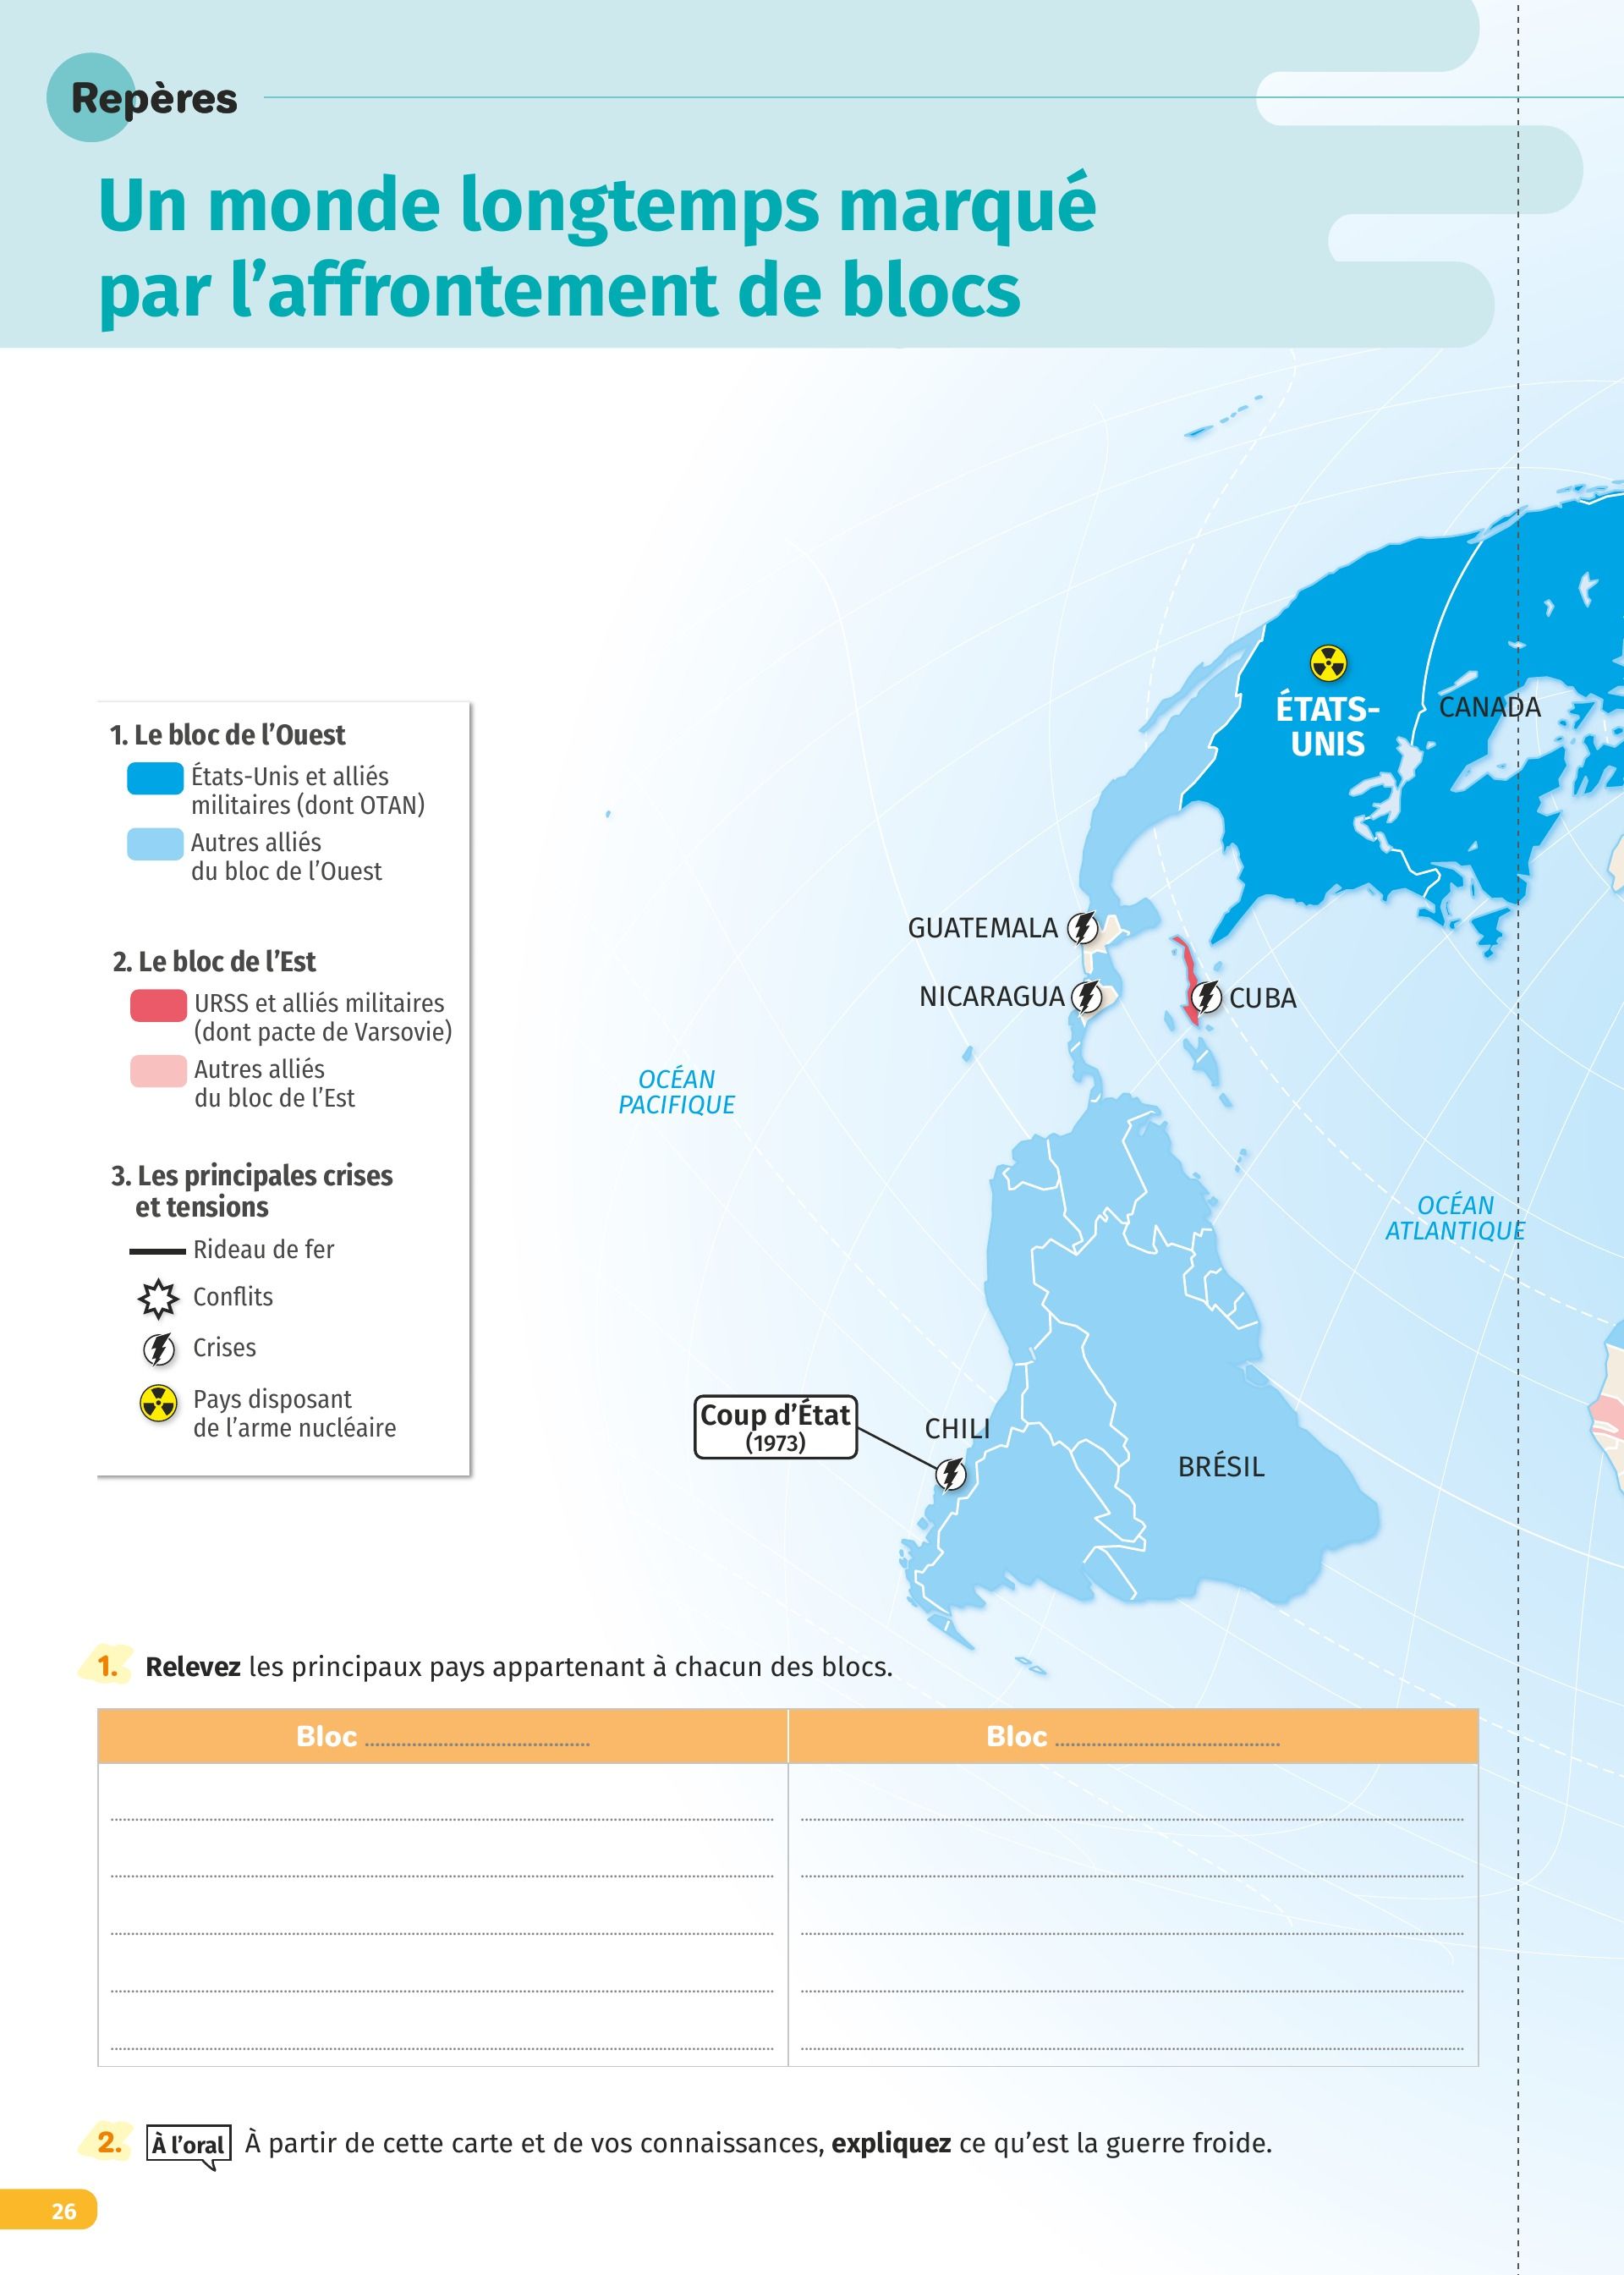 Repères
Un monde longtemps marqué
par l’affrontement de blocs
1. Le bloc de l’Ouest
États-Unis et alliés
militaires (dont OTAN)
Autres alliés
du bloc de l’Ouest
2. Le bloc de l’Est
URSS et alliés militaires
(dont pacte de Varsovie)
Autres alliés
du bloc de l’Est
3. Les principales crises
et tensions
Rideau de fer
Conflits
Crises
Pays disposant
de l’arme nucléaire
ÉTATS-
UNIS
CANADA
GUATEMALA
NICARAGUA
CUBA
OCÉAN
PACIFIQUE
OCÉAN
ATLANTIQUE
Coup d’État
(1973)
CHILI
BRÉSIL
1. Relevez les principaux pays appartenant à chacun des blocs.
Bloc ........................................... Bloc ...........................................
2. À l’oral À partir de cette carte et de vos connaissances, expliquez ce qu’est la guerre froide.
26